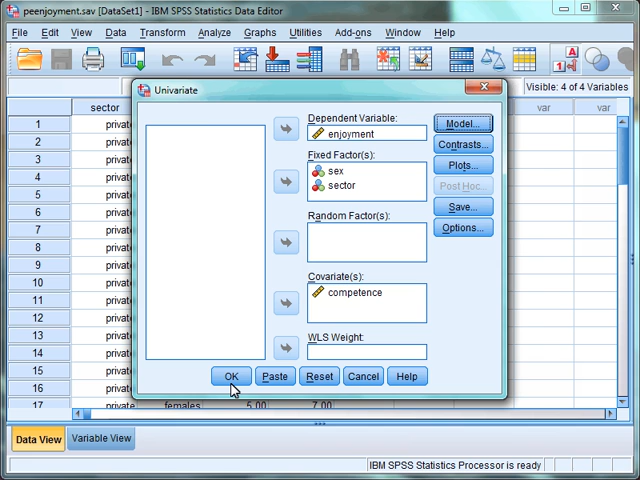 peenjoyment.sav [DataSet1] - IBM SPSS Statistics Data Editor
File Edit View Data Transform Analyze Graphs Utilities Add-ons Window Help
Visible: 4 of 4 Variables
Univariate
sector var var
1 private
2 private
3 private
4 private
5 private
6 private
7 private
8 private
9 private
10 private
11 private
12 private
13 private
14 private
15 private
16 private
17 private females 5.00 7.00
Dependent Variable:
enjoyment
Fixed Factor(s):
sex
sector
Random Factor(s):
Covariate(s):
competence
WLS Weight:
Model...
Contrasts...
Plots...
Post Hoc...
Save...
Options...
OK Paste Reset Cancel Help
Data View Variable View
IBM SPSS Statistics Processor is ready